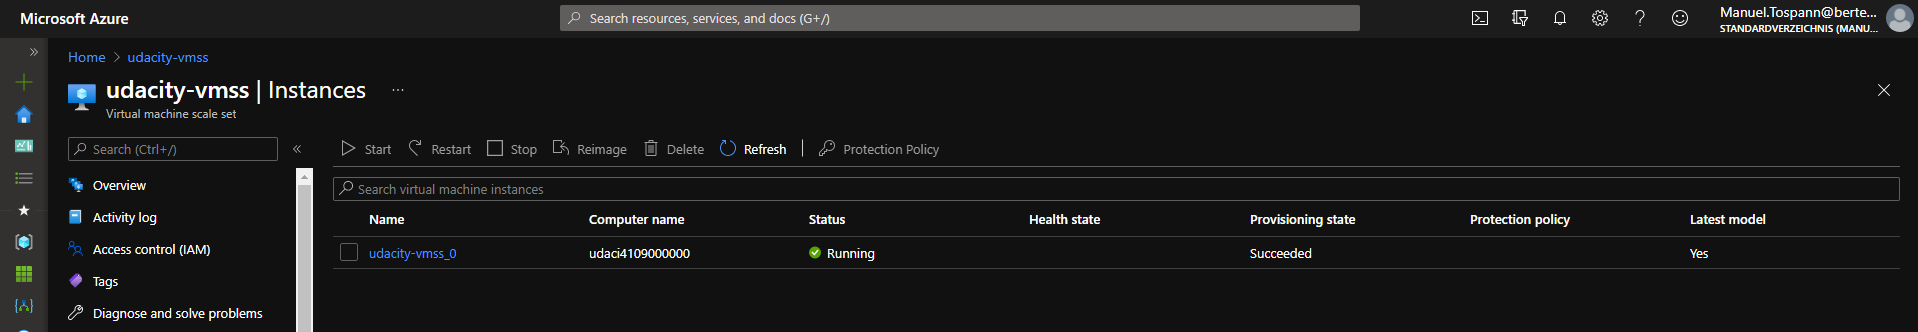 Microsoft Azure
Search resources, services, and docs (G+/)
Manuel.Tospann@berte...
STANDARDVERZEICHNIS (MANU...
Home > udacity-vmss
udacity-vmss | Instances ...
Virtual machine scale set
Search (Ctrl+/)
Start Restart Stop Reimage Delete Refresh Protection Policy
Search virtual machine instances
Overview
Activity log
Access control (IAM)
Tags
Diagnose and solve problems
Name Computer name Status Health state Provisioning state Protection policy Latest model
udacity-vmss_0 udaci4109000000 Running Succeeded Yes